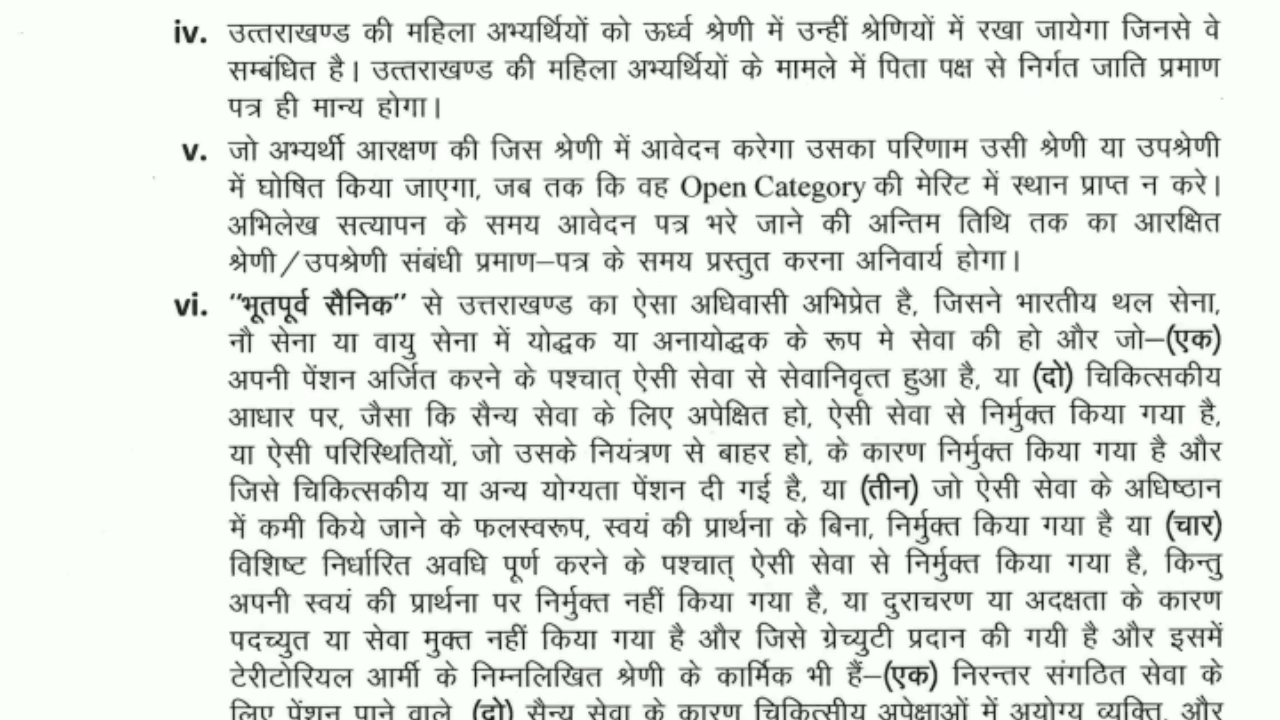 iv. उत्तराखण्ड की महिला अभ्यर्थियों को ऊर्ध्व श्रेणी में उन्हीं श्रेणियों में रखा जायेगा जिनसे वे
सम्बंधित है। उत्तराखण्ड की महिला अभ्यर्थियों के मामले में पिता पक्ष से निर्गत जाति प्रमाण
पत्र ही मान्य होगा।
v. जो अभ्यर्थी आरक्षण की जिस श्रेणी में आवेदन करेगा उसका परिणाम उसी श्रेणी या उपश्रेणी
में घोषित किया जाएगा, जब तक कि वह Open Category की मेरिट में स्थान प्राप्त न करे।
अभिलेख सत्यापन के समय आवेदन पत्र भरे जाने की अन्तिम तिथि तक का आरक्षित
श्रेणी/उपश्रेणी संबंधी प्रमाण–पत्र के समय प्रस्तुत करना अनिवार्य होगा।
vi. "भूतपूर्व सैनिक" से उत्तराखण्ड का ऐसा अधिवासी अभिप्रेत है, जिसने भारतीय थल सेना,
नौ सेना या वायु सेना में योद्धक या अनायोद्धक के रूप मे सेवा की हो और जो–(एक)
अपनी पेंशन अर्जित करने के पश्चात् ऐसी सेवा से सेवानिवृत्त हुआ है, या (दो) चिकित्सकीय
आधार पर, जैसा कि सैन्य सेवा के लिए अपेक्षित हो, ऐसी सेवा से निर्मुक्त किया गया है,
या ऐसी परिस्थितियों, जो उसके नियंत्रण से बाहर हो, के कारण निर्मुक्त किया गया है और
जिसे चिकित्सकीय या अन्य योग्यता पेंशन दी गई है, या (तीन) जो ऐसी सेवा के अधिष्ठान
में कमी किये जाने के फलस्वरूप, स्वयं की प्रार्थना के बिना, निर्मुक्त किया गया है या (चार)
विशिष्ट निर्धारित अवधि पूर्ण करने के पश्चात् ऐसी सेवा से निर्मुक्त किया गया है, किन्तु
अपनी स्वयं की प्रार्थना पर निर्मुक्त नहीं किया गया है, या दुराचरण या अदक्षता के कारण
पदच्युत या सेवा मुक्त नहीं किया गया है और जिसे ग्रेच्युटी प्रदान की गयी है और इसमें
टेरीटोरियल आर्मी के निम्नलिखित श्रेणी के कार्मिक भी हैं–(एक) निरन्तर संगठित सेवा के
लिए पेंशन पाने वाले, (दो) सैन्य सेवा के कारण चिकित्सीय अपेक्षाओं में अयोग्य व्यक्ति, और